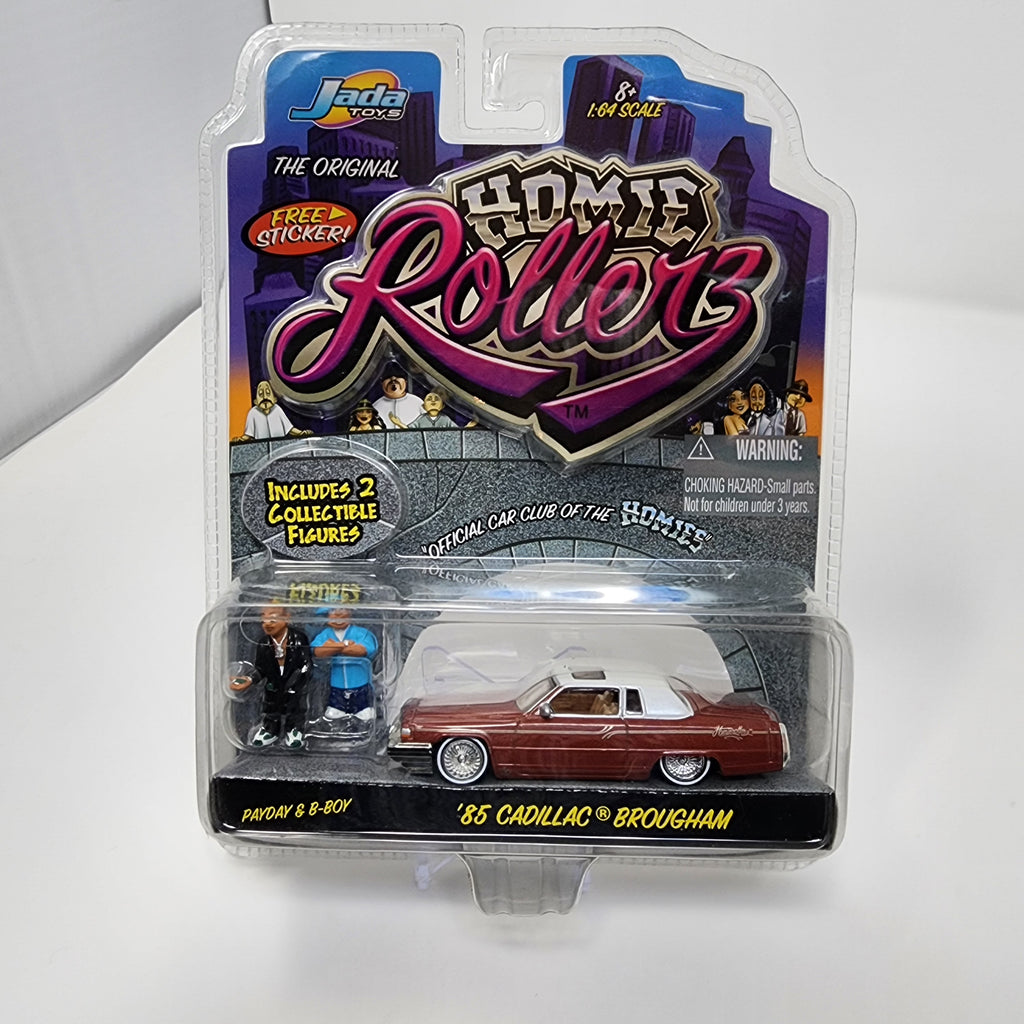 Jada
TOYS
8+
1:64 SCALE
THE ORIGINAL
FREE
STICKER!
HOMIE
Rollerz
TM
WARNING:
CHOKING HAZARD-Small parts.
Not for children under 3 years.
INCLUDES 2
COLLECTIBLE
FIGURES
"OFFICIAL CAR CLUB OF THE HOMIES"
PAYDAY & B-BOY
'85 CADILLAC® BROUGHAM